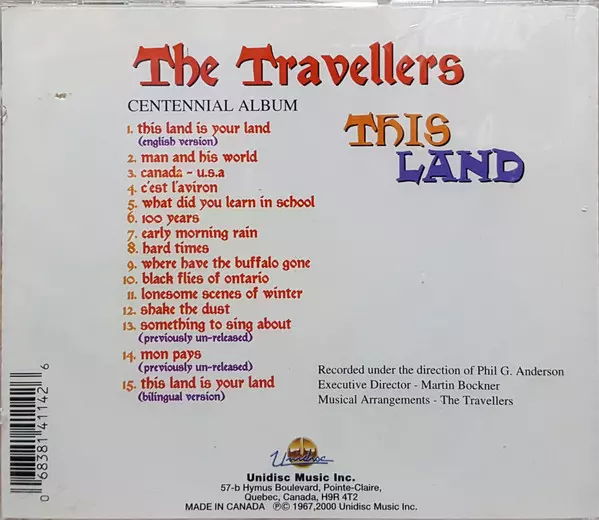 The Travellers
CENTENNIAL ALBUM
THIS
LAND
1. this land is your land
(english version)
2. man and his world
3. canada - u.s.a
4. c'est l'aviron
5. what did you learn in school
6. 100 years
7. early morning rain
8. hard times
9. where have the buffalo gone
10. black flies of ontario
11. lonesome scenes of winter
12. shake the dust
13. something to sing about
(previously un-released)
14. mon pays
(previously un-released)
15. this land is your land
(bilingual version)
Recorded under the direction of Phil G. Anderson
Executive Director - Martin Bockner
Musical Arrangements - The Travellers
0 68381 41142 6
Unidisc
Unidisc Music Inc.
57-b Hymus Boulevard, Pointe-Claire,
Quebec, Canada, H9R 4T2
MADE IN CANADA ℗© 1967,2000 Unidisc Music Inc.